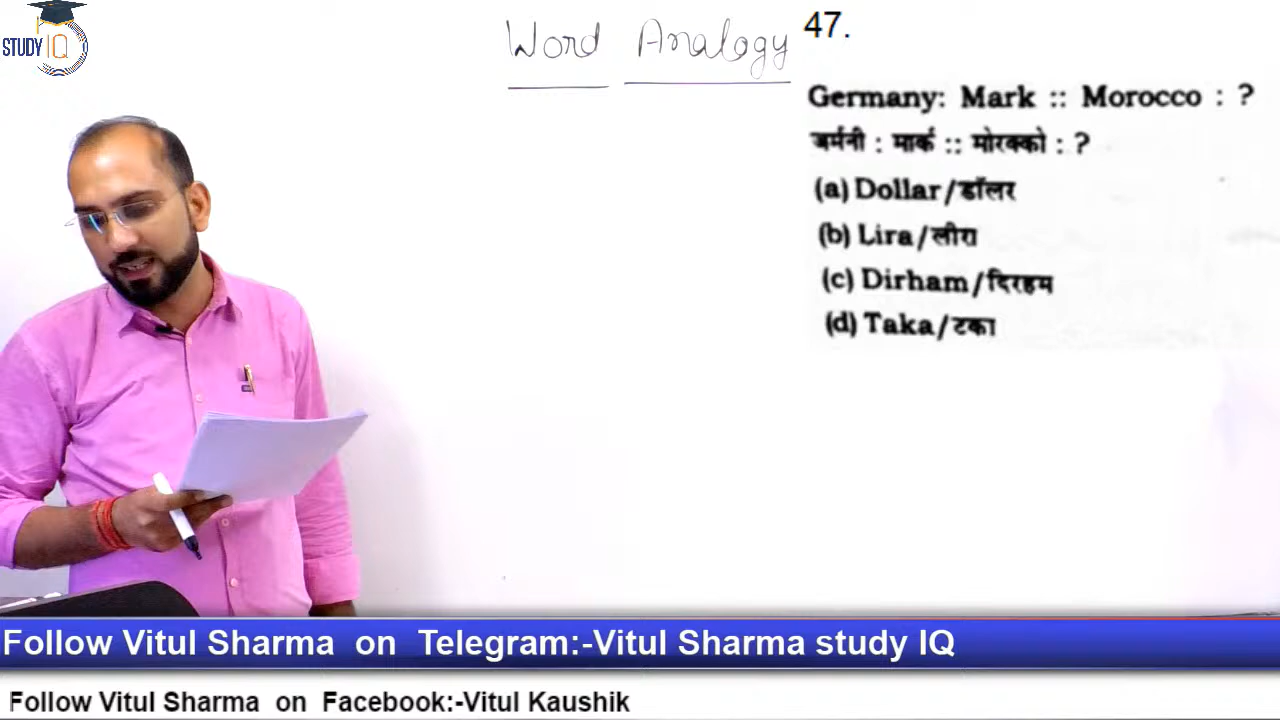 STUDY IQ
Word Analogy
47.
Germany: Mark :: Morocco : ?
जर्मनी : मार्क :: मोरक्को : ?
(a) Dollar/डॉलर
(b) Lira/लीरा
(c) Dirham/दिरहम
(d) Taka/टका
Follow Vitul Sharma on Telegram:-Vitul Sharma study IQ
Follow Vitul Sharma on Facebook:-Vitul Kaushik